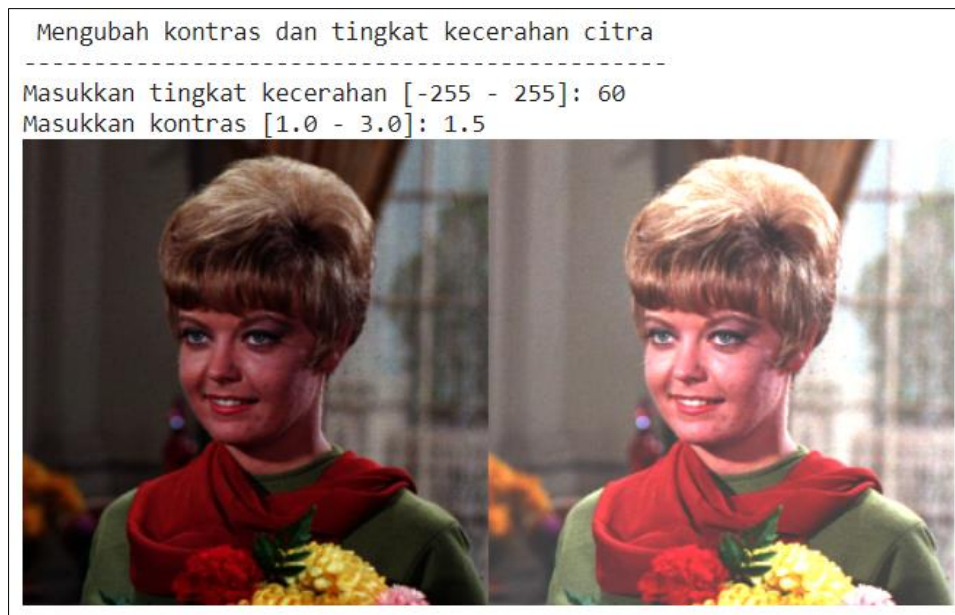 Mengubah kontras dan tingkat kecerahan citra
-----------------------------------------------
Masukkan tingkat kecerahan [-255 - 255]: 60
Masukkan kontras [1.0 - 3.0]: 1.5